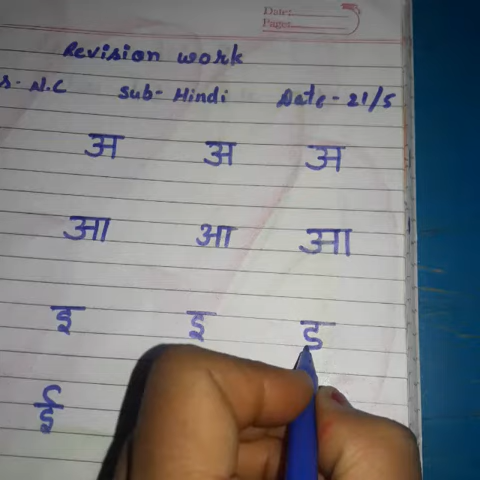 Date:
Page:
Revision work
s- N.C Sub- Hindi Date - 21/5
अ अ अ
आ आ आ
इ इ इ
ई